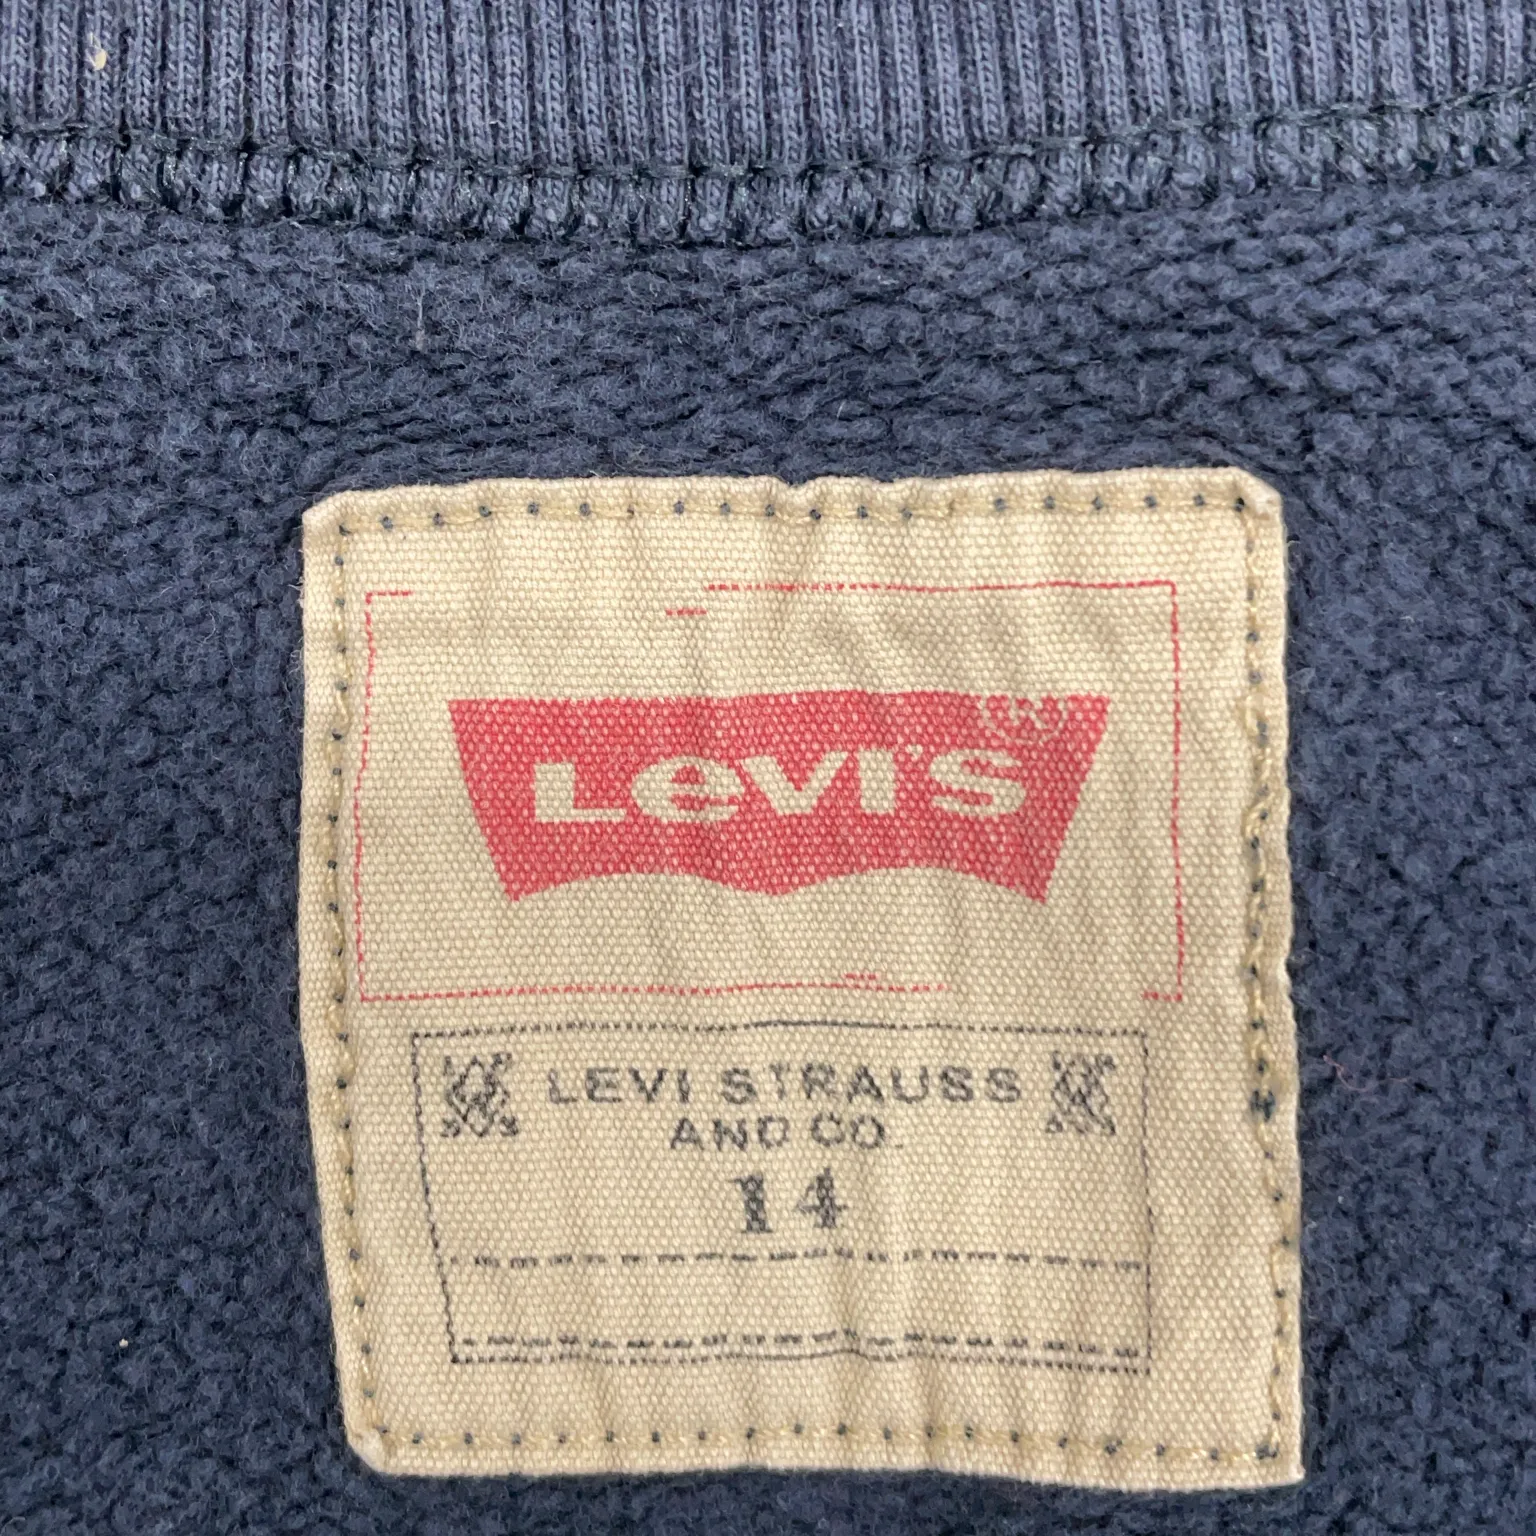 Levi's®
LEVI STRAUSS
AND CO.
14